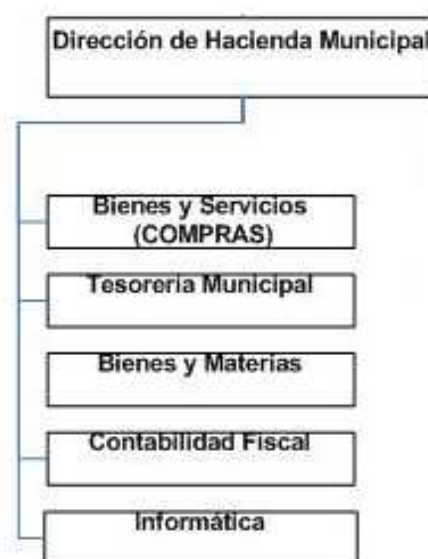 Dirección de Hacienda Municipal
Bienes y Servicios
(COMPRAS)
Tesoreria Municipal
Bienes y Materias
Contabilidad Fiscal
Informática